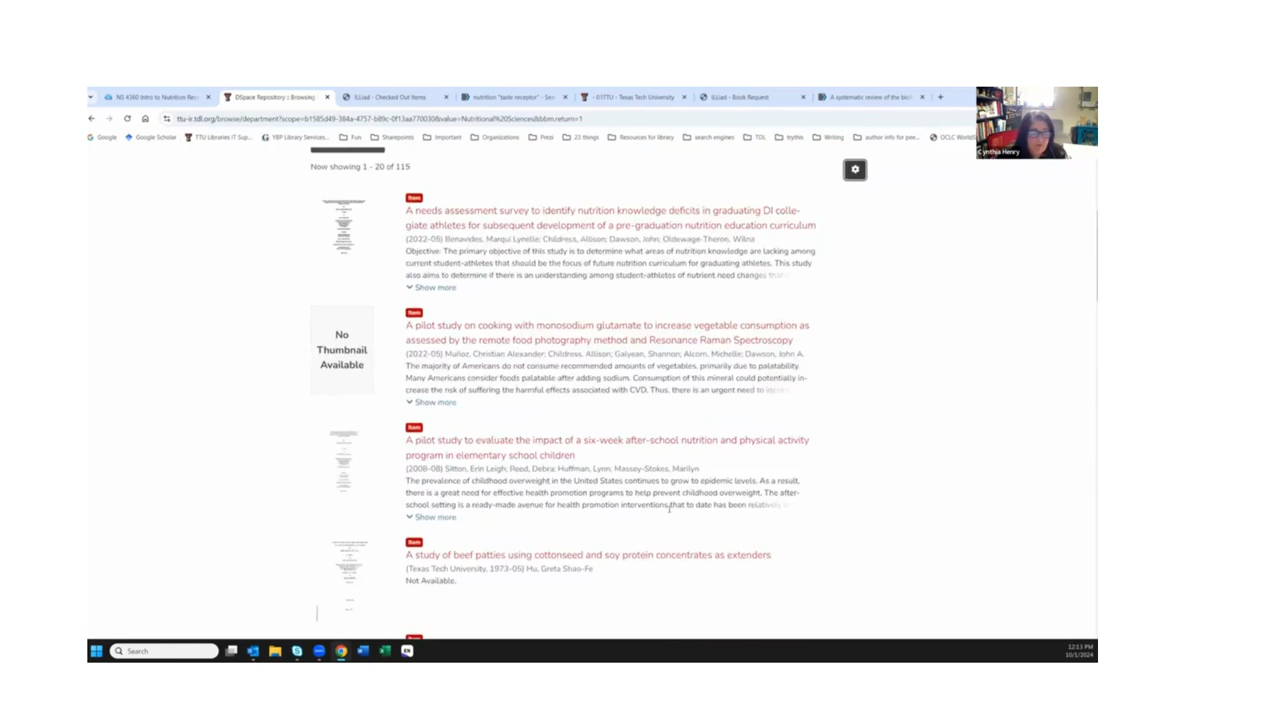 NS 4360 Intro to Nutrition Res
DSpace Repository :: Browsing
ILLiad - Checked Out Items
nutrition "taste receptor" - Sea
- 01TTU - Texas Tech University
ILLiad - Book Request
A systematic review of the
ttu-ir.tdl.org/browse/department?scope=b1585d49-384a-4757-b89c-0f13aa770030&value=Nutritional%20Sciences&bbm.return=1
Google Google Scholar TTU Libraries IT Sup... YBP Library Services... Fun Sharepoints Important Organizations Prezi 23 things Resources for library search engines TDL trythis Writing author info for pee... OCLC World
Cynthia Henry
Now showing 1 - 20 of 115
Item
A needs assessment survey to identify nutrition knowledge deficits in graduating DI colle-
giate athletes for subsequent development of a pre-graduation nutrition education curriculum
(2022-05) Benavides, Marqui Lynelle; Childress, Allison; Dawson, John; Oldewage-Theron, Wilna
Objective: The primary objective of this study is to determine what areas of nutrition knowledge are lacking among
current student-athletes that should be the focus of future nutrition curriculum for graduating athletes. This study
also aims to determine if there is an understanding among student-athletes of nutrient need changes that
Show more
No
Thumbnail
Available
Item
A pilot study on cooking with monosodium glutamate to increase vegetable consumption as
assessed by the remote food photography method and Resonance Raman Spectroscopy
(2022-05) Muñoz, Christian Alexander; Childress, Allison; Galyean, Shannon; Alcorn, Michelle; Dawson, John A.
The majority of Americans do not consume recommended amounts of vegetables, primarily due to palatability.
Many Americans consider foods palatable after adding sodium. Consumption of this mineral could potentially in-
crease the risk of suffering the harmful effects associated with CVD. Thus, there is an urgent need to
Show more
Item
A pilot study to evaluate the impact of a six-week after-school nutrition and physical activity
program in elementary school children
(2008-08) Sitton, Erin Leigh; Reed, Debra; Huffman, Lynn; Massey-Stokes, Marilyn
The prevalence of childhood overweight in the United States continues to grow to epidemic levels. As a result,
there is a great need for effective health promotion programs to help prevent childhood overweight. The after-
school setting is a ready-made avenue for health promotion interventions that to date has been relatively
Show more
Item
A study of beef patties using cottonseed and soy protein concentrates as extenders
(Texas Tech University, 1973-05) Hu, Greta Shao-Fe
Not Available.
Item
Search
EN
12:13 PM
10/1/2024